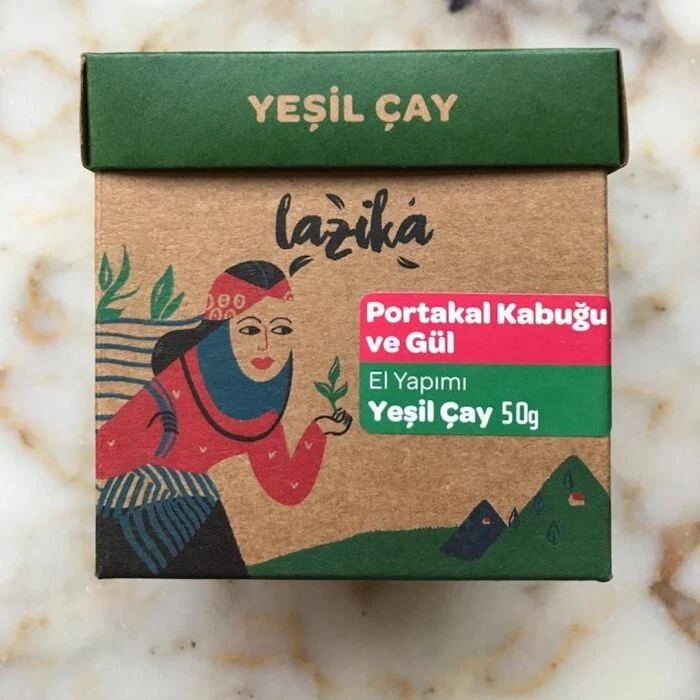 YEŞİL ÇAY
lazika
Portakal Kabuğu
ve Gül
El Yapımı
Yeşil Çay 50g